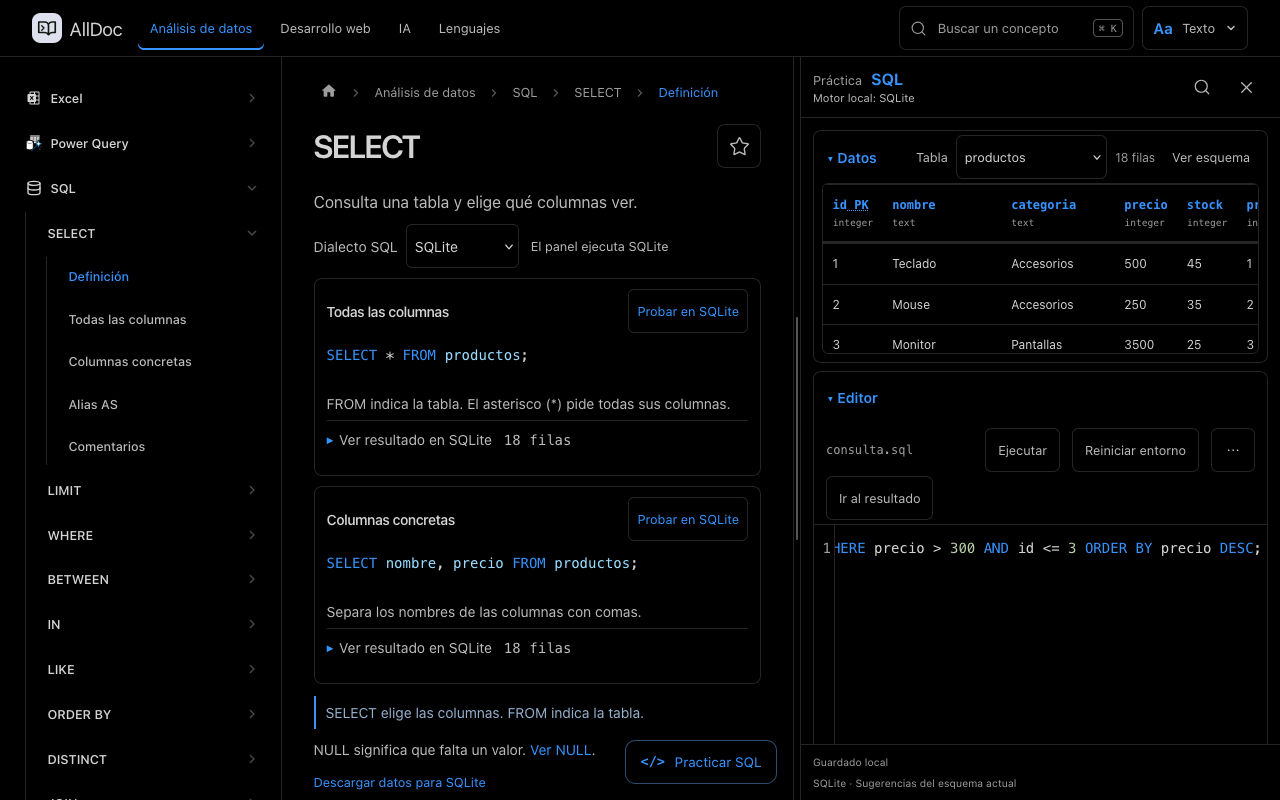 AllDoc
Análisis de datos
Desarrollo web
IA
Lenguajes
Buscar un concepto
⌘ K
Aa Texto
Excel
Power Query
SQL
SELECT
Definición
Todas las columnas
Columnas concretas
Alias AS
Comentarios
LIMIT
WHERE
BETWEEN
IN
LIKE
ORDER BY
DISTINCT
Análisis de datos > SQL > SELECT > Definición
SELECT
Consulta una tabla y elige qué columnas ver.
Dialecto SQL SQLite El panel ejecuta SQLite
Todas las columnas Probar en SQLite
SELECT * FROM productos;
FROM indica la tabla. El asterisco (*) pide todas sus columnas.
Ver resultado en SQLite 18 filas
Columnas concretas Probar en SQLite
SELECT nombre, precio FROM productos;
Separa los nombres de las columnas con comas.
Ver resultado en SQLite 18 filas
SELECT elige las columnas. FROM indica la tabla.
NULL significa que falta un valor. Ver NULL.
Descargar datos para SQLite
</> Practicar SQL
Práctica SQL
Motor local: SQLite
Datos Tabla productos 18 filas Ver esquema
id PK nombre categoria precio stock pr
integer text text integer integer in
1 Teclado Accesorios 500 45 1
2 Mouse Accesorios 250 35 2
3 Monitor Pantallas 3500 25 3
Editor
consulta.sql Ejecutar Reiniciar entorno ...
Ir al resultado
1 HERE precio > 300 AND id <= 3 ORDER BY precio DESC;
Guardado local
SQLite · Sugerencias del esquema actual